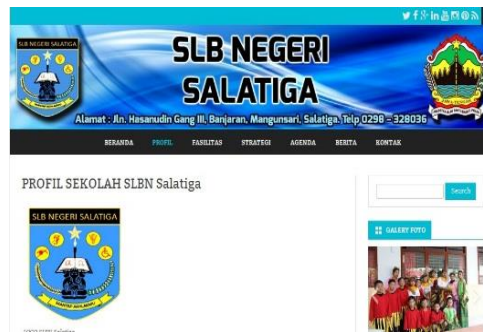 SLB NEGERI SALATIGA
SLB NEGERI
SALATIGA
Alamat : Jln. Hasanudin Gang III, Banjaran, Mangunsari, Salatiga, Telp 0298 - 328036
BERANDA PROFIL FASILITAS STRATEGI AGENDA BERITA KONTAK
PROFIL SEKOLAH SLBN Salatiga
Search
SLB NEGERI SALATIGA
GALERY FOTO